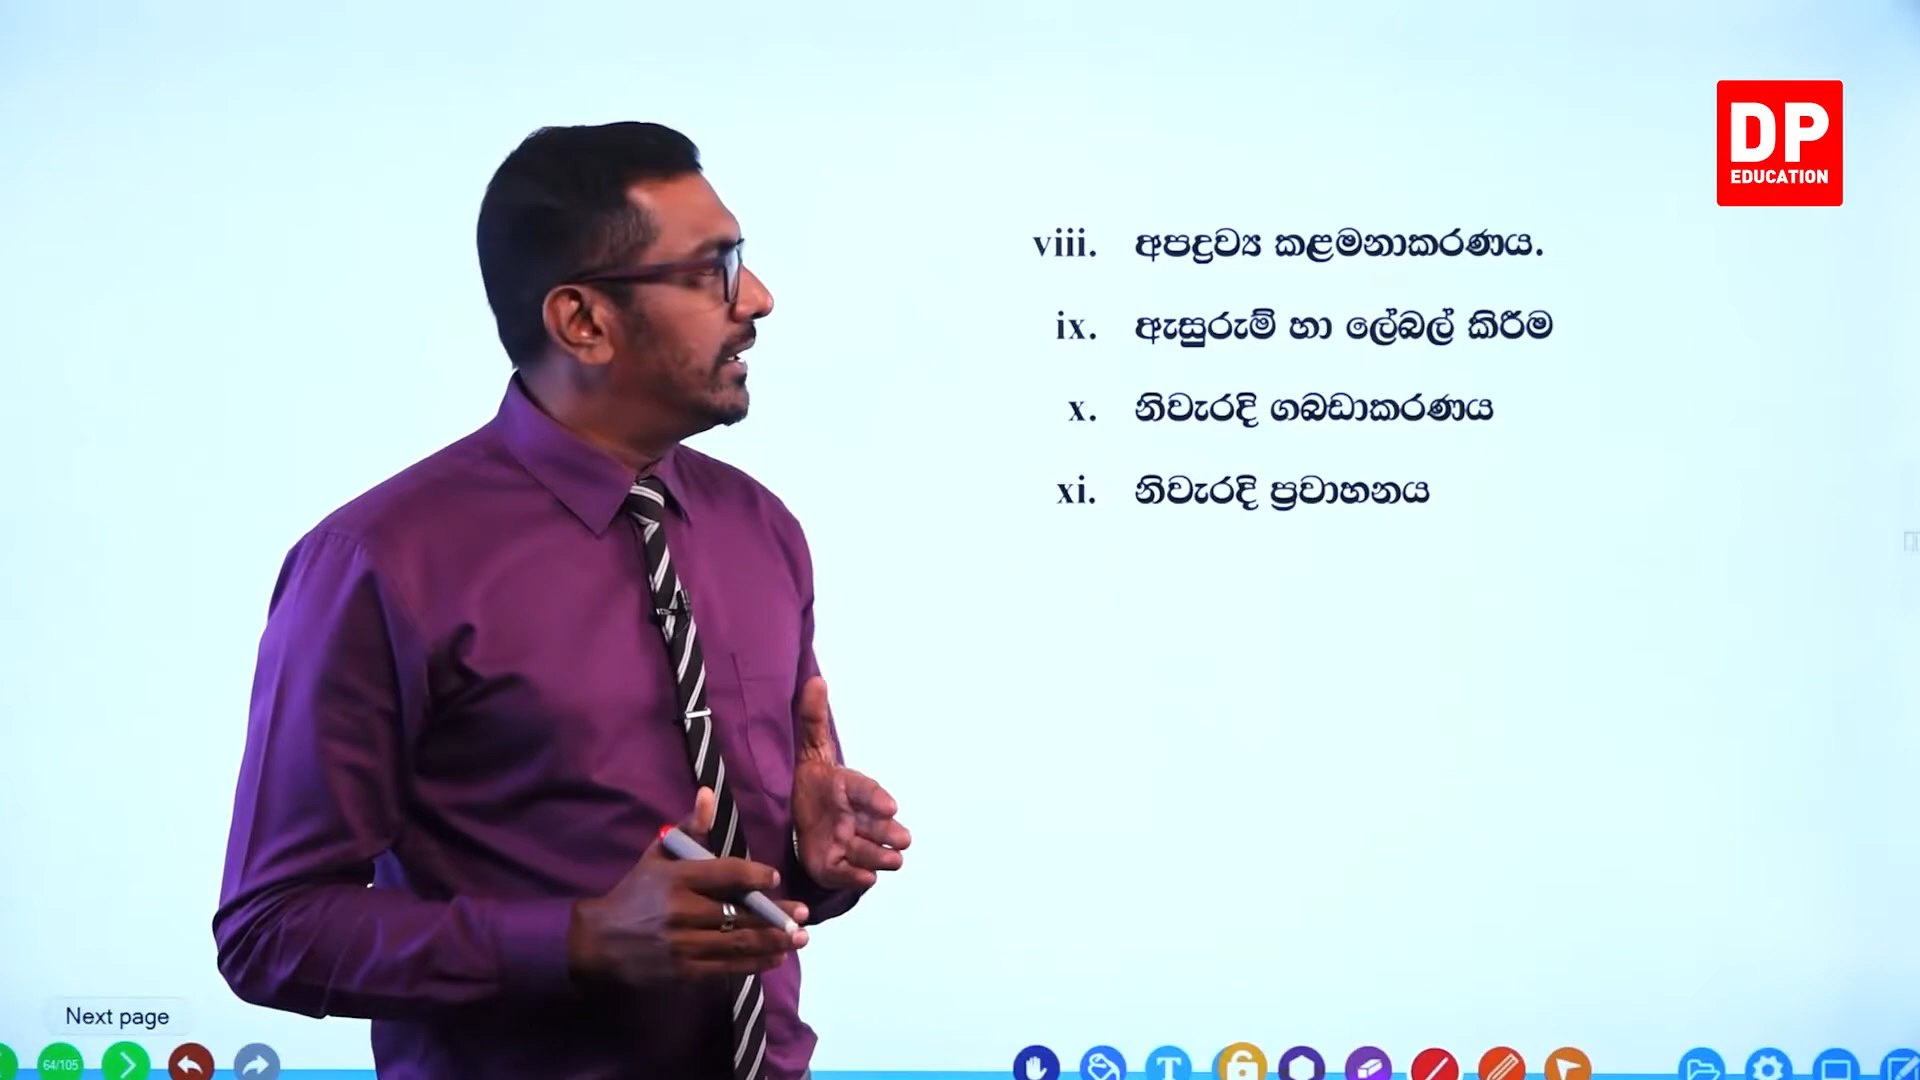 DP
EDUCATION
viii. අපද්‍රව්‍ය කළමනාකරණය.
ix. ඇසුරුම් හා ලේබල් කිරීම
x. නිවැරදි ගබඩාකරණය
xi. නිවැරදි ප්‍රවාහනය
Next page
64/105
T